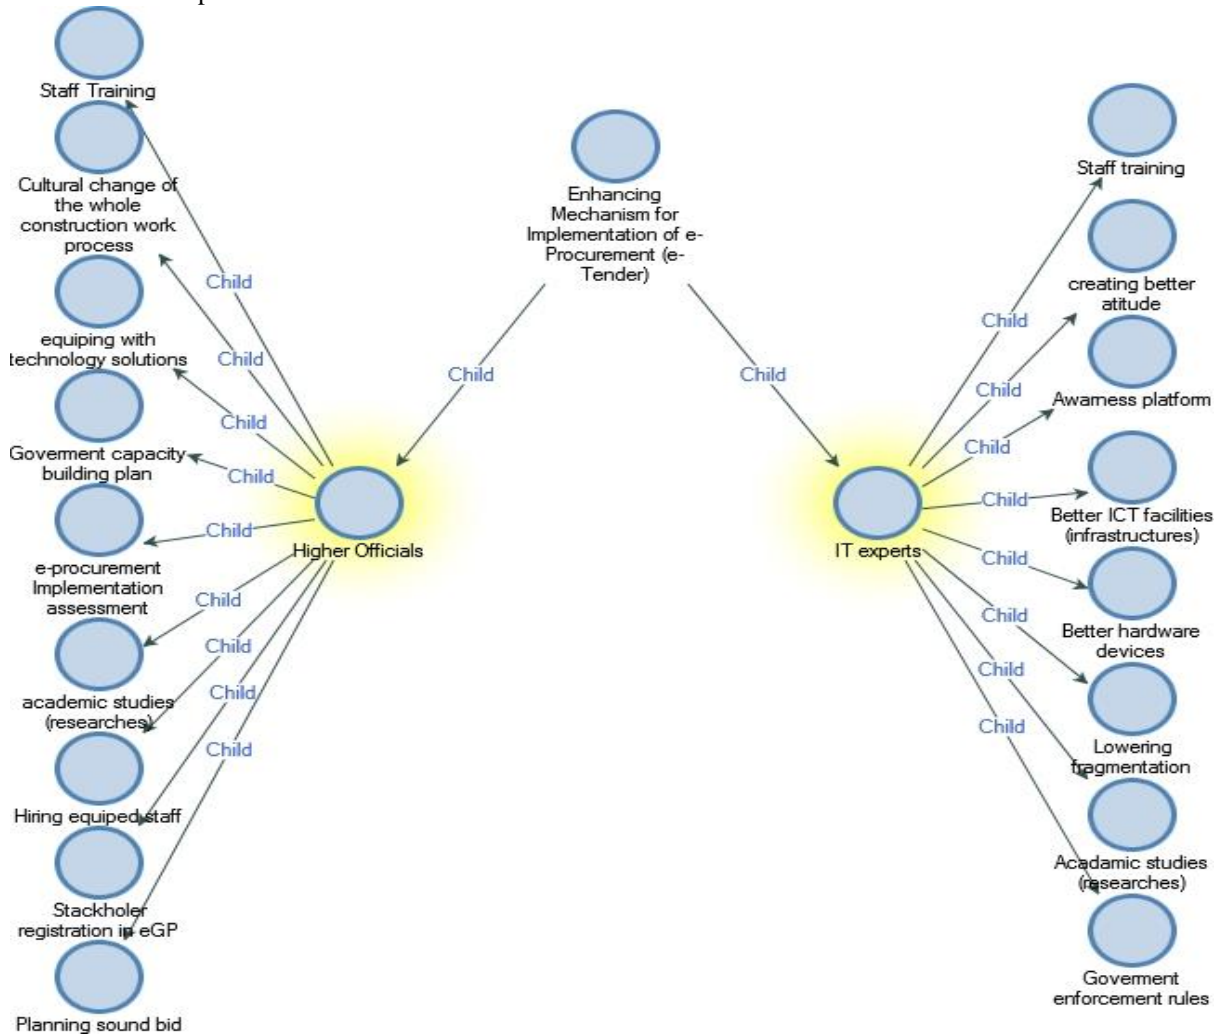 Staff Training
Cultural change of
the whole
construction work
process
equiping with
technology solutions
Goverment capacity
building plan
e-procurement
Implementation
assessment
academic studies
(researches)
Hiring equiped staff
Stackholer
registration in eGP
Planning sound bid
Child
Child
Child
Child
Child
Child
Child
Child
Child
Higher Officials
Enhancing
Mechanism for
Implementation of e-
Procurement (e-
Tender)
Child
Child
IT experts
Child
Child
Child
Child
Child
Child
Child
Child
Staff training
creating better
atitude
Awarness platform
Better ICT facilities
(infrastructures)
Better hardware
devices
Lowering
fragmentation
Acadamic studies
(researches)
Goverment
enforcement rules